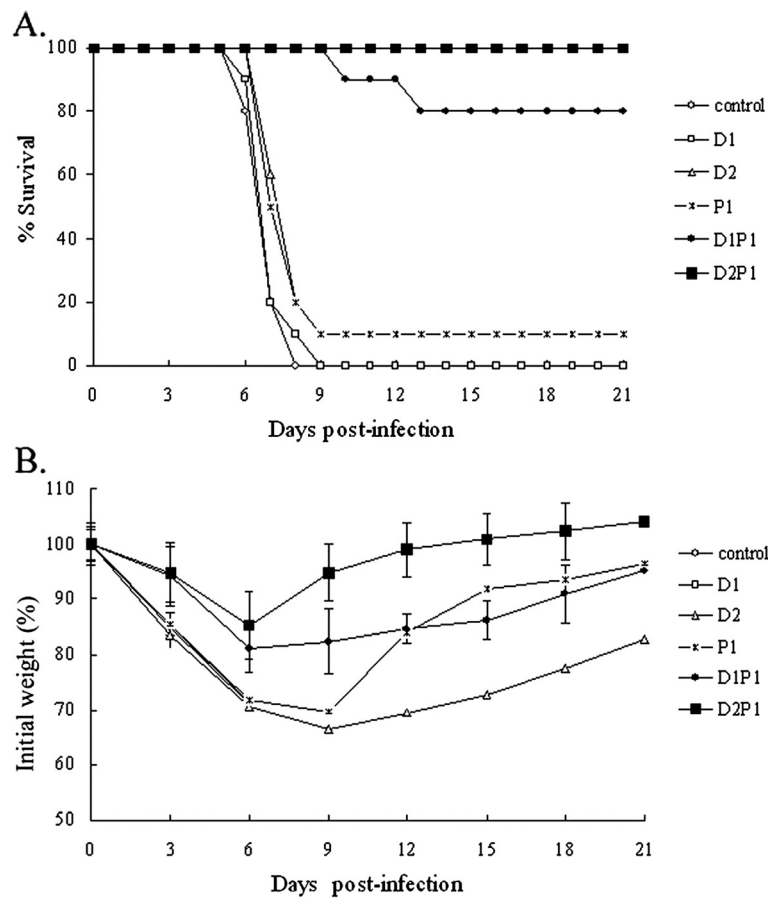 A.
100
80
60
40
20
0
% Survival
0 3 6 9 12 15 18 21
Days post-infection
control
D1
D2
P1
D1P1
D2P1
B.
110
100
90
80
70
60
50
Initial weight (%)
0 3 6 9 12 15 18 21
Days post-infection
control
D1
D2
P1
D1P1
D2P1